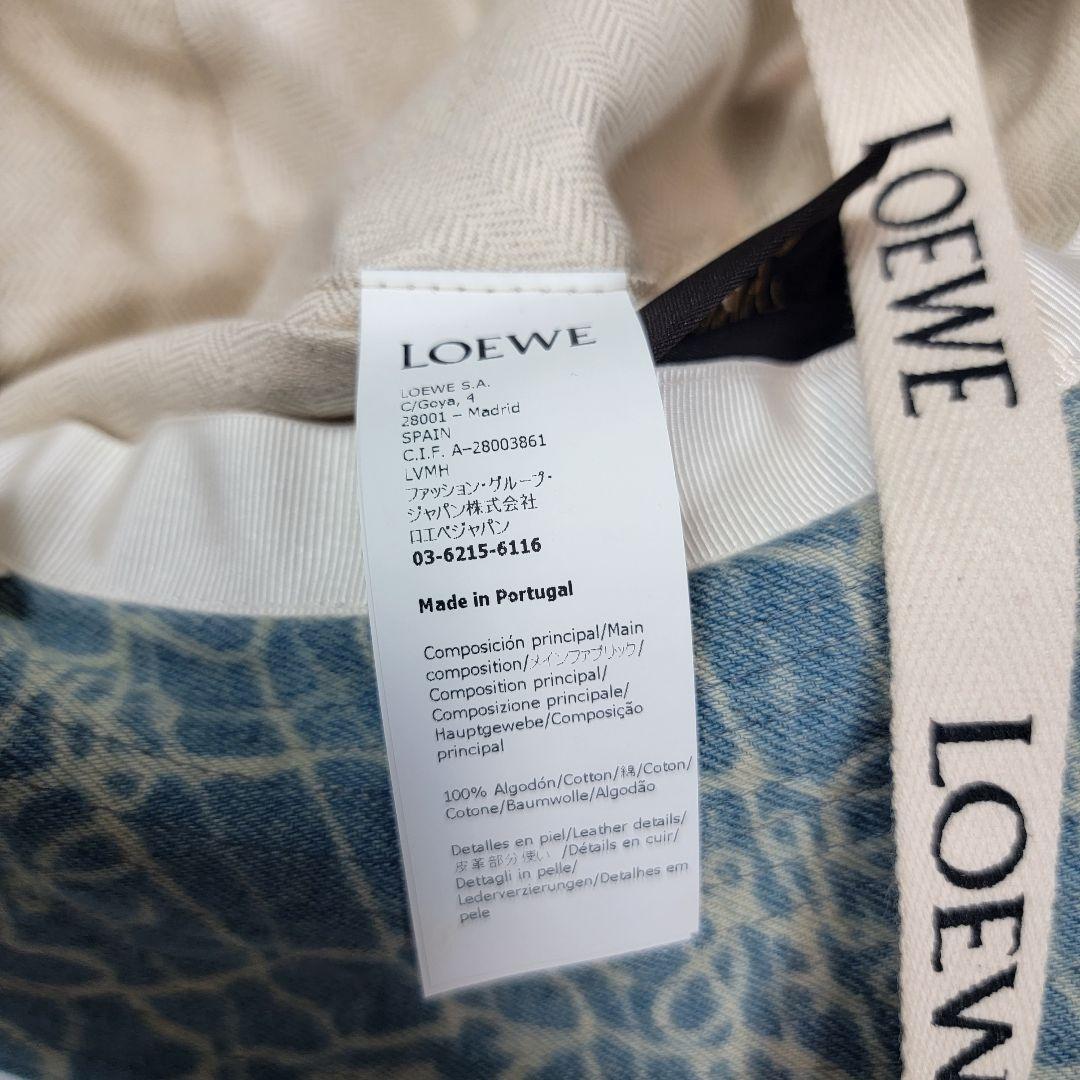 LOEWE
LOEWE S.A.
C/Goya, 4
28001 – Madrid
SPAIN
C.I.F. A-28003861
LVMH
ファッション・グループ・
ジャパン株式会社
ロエベジャパン
03-6215-6116
Made in Portugal
Composición principal/Main
composition/メインファブリック/
Composition principal/
Composizione principale/
Hauptgewebe/Composição
principal
100% Algodón/Cotton/綿/Coton/
Cotone/Baumwolle/Algodão
Detalles en piel/Leather details/
皮革部分使い /Détails en cuir/
Dettagli in pelle/
Lederverzierungen/Detalhes em
pele
LOEWE
LOEW